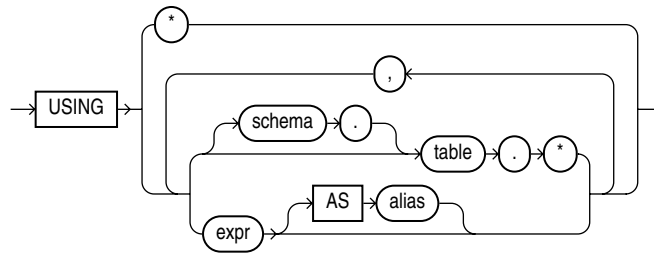 *
,
USING
schema .
table . *
AS alias
expr